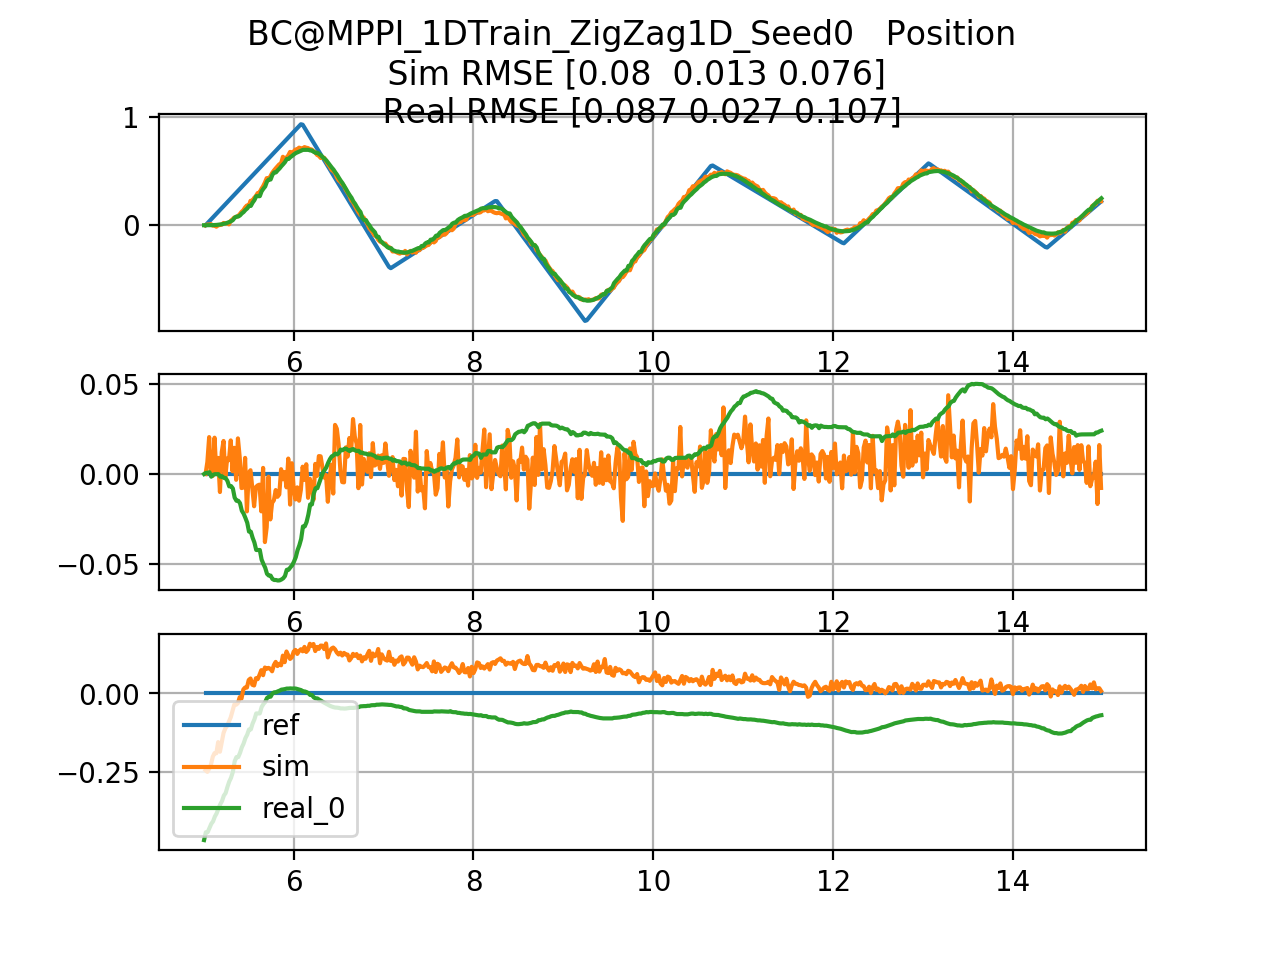 BC@MPPI_1DTrain_ZigZag1D_Seed0   Position
Sim RMSE [0.08  0.013 0.076]
Real RMSE [0.087 0.027 0.107]
1
0
6 8 10 12 14
0.05
0.00
−0.05
6 8 10 12 14
0.00
−0.25
ref
sim
real_0
6 8 10 12 14